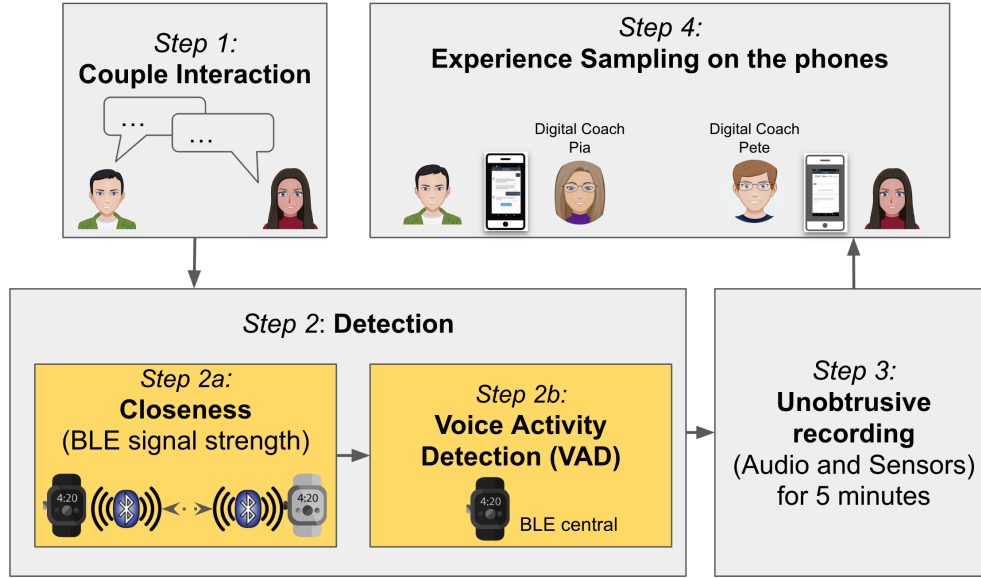 Step 1:
Couple Interaction
...
...
Step 4:
Experience Sampling on the phones
Digital Coach
Pia
Digital Coach
Pete
Step 2: Detection
Step 2a:
Closeness
(BLE signal strength)
4:20
4:20
Step 2b:
Voice Activity
Detection (VAD)
4:20
BLE central
Step 3:
Unobtrusive
recording
(Audio and Sensors)
for 5 minutes